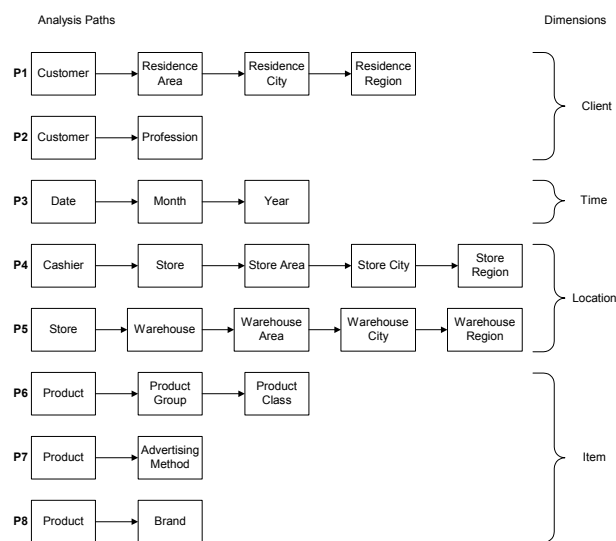 Analysis Paths
Dimensions
P1
Customer
Residence
Area
Residence
City
Residence
Region
Client
P2
Customer
Profession
P3
Date
Month
Year
Time
P4
Cashier
Store
Store Area
Store City
Store
Region
Location
P5
Store
Warehouse
Warehouse
Area
Warehouse
City
Warehouse
Region
P6
Product
Product
Group
Product
Class
P7
Product
Advertising
Method
Item
P8
Product
Brand